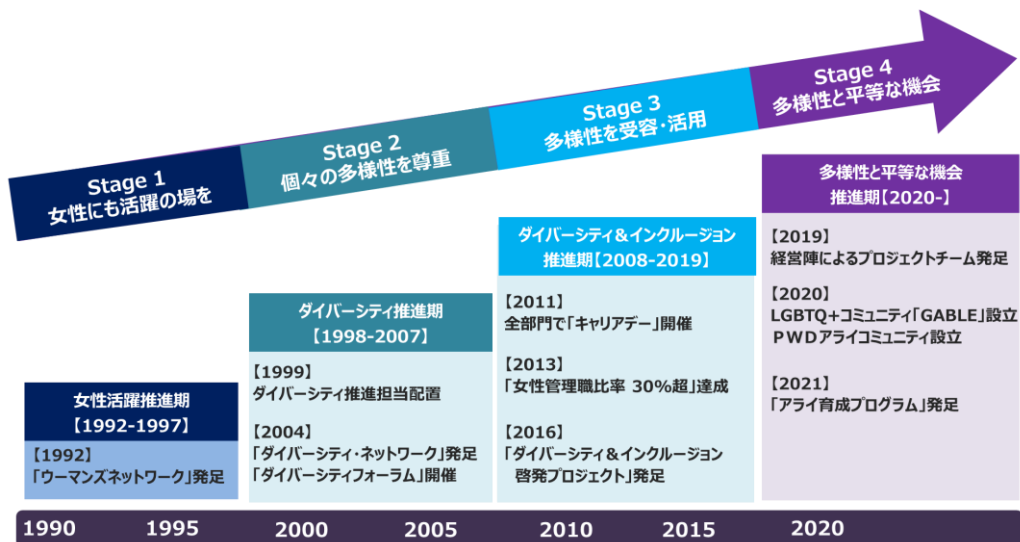 Stage 1
女性にも活躍の場を
Stage 2
個々の多様性を尊重
Stage 3
多様性を受容・活用
Stage 4
多様性と平等な機会
女性活躍推進期
【1992-1997】
【1992】
「ウーマンズネットワーク」発足
ダイバーシティ推進期
【1998-2007】
【1999】
ダイバーシティ推進担当配置
【2004】
「ダイバーシティ・ネットワーク」発足
「ダイバーシティフォーラム」開催
ダイバーシティ&インクルージョン
推進期【2008-2019】
【2011】
全部門で「キャリアデー」開催
【2013】
「女性管理職比率 30%超」達成
【2016】
「ダイバーシティ&インクルージョン
啓発プロジェクト」発足
多様性と平等な機会
推進期【2020-】
【2019】
経営陣によるプロジェクトチーム発足
【2020】
LGBTQ+コミュニティ「GABLE」設立
PWDアライコミュニティ設立
【2021】
「アライ育成プログラム」発足
1990 1995 2000 2005 2010 2015 2020